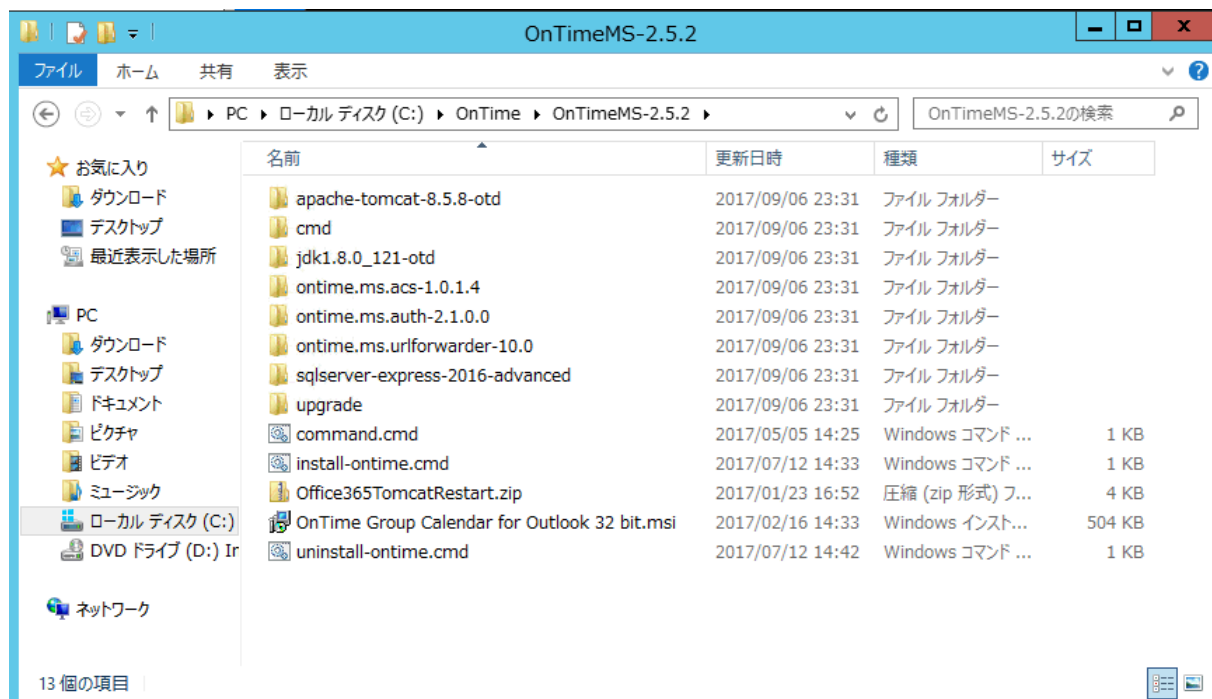 OnTimeMS-2.5.2
ファイル ホーム 共有 表示
PC ローカル ディスク (C:) OnTime OnTimeMS-2.5.2 OnTimeMS-2.5.2の検索
名前 更新日時 種類 サイズ
お気に入り
ダウンロード
デスクトップ
最近表示した場所
PC
ダウンロード
デスクトップ
ドキュメント
ピクチャ
ビデオ
ミュージック
ローカル ディスク (C:)
DVD ドライブ (D:) Ir
ネットワーク
apache-tomcat-8.5.8-otd 2017/09/06 23:31 ファイル フォルダー
cmd 2017/09/06 23:31 ファイル フォルダー
jdk1.8.0_121-otd 2017/09/06 23:31 ファイル フォルダー
ontime.ms.acs-1.0.1.4 2017/09/06 23:31 ファイル フォルダー
ontime.ms.auth-2.1.0.0 2017/09/06 23:31 ファイル フォルダー
ontime.ms.urlforwarder-10.0 2017/09/06 23:31 ファイル フォルダー
sqlserver-express-2016-advanced 2017/09/06 23:31 ファイル フォルダー
upgrade 2017/09/06 23:31 ファイル フォルダー
command.cmd 2017/05/05 14:25 Windows コマンド ... 1 KB
install-ontime.cmd 2017/07/12 14:33 Windows コマンド ... 1 KB
Office365TomcatRestart.zip 2017/01/23 16:52 圧縮 (zip 形式) フ... 4 KB
OnTime Group Calendar for Outlook 32 bit.msi 2017/02/16 14:33 Windows インスト... 504 KB
uninstall-ontime.cmd 2017/07/12 14:42 Windows コマンド ... 1 KB
13 個の項目